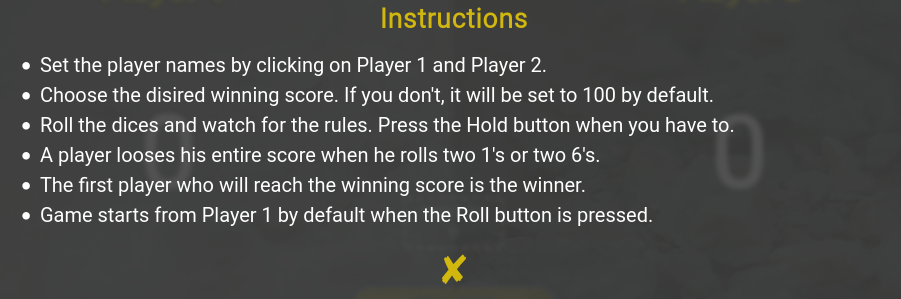 Instructions
• Set the player names by clicking on Player 1 and Player 2.
• Choose the disired winning score. If you don't, it will be set to 100 by default.
• Roll the dices and watch for the rules. Press the Hold button when you have to.
• A player looses his entire score when he rolls two 1's or two 6's.
• The first player who will reach the winning score is the winner.
• Game starts from Player 1 by default when the Roll button is pressed.
0
0
✘